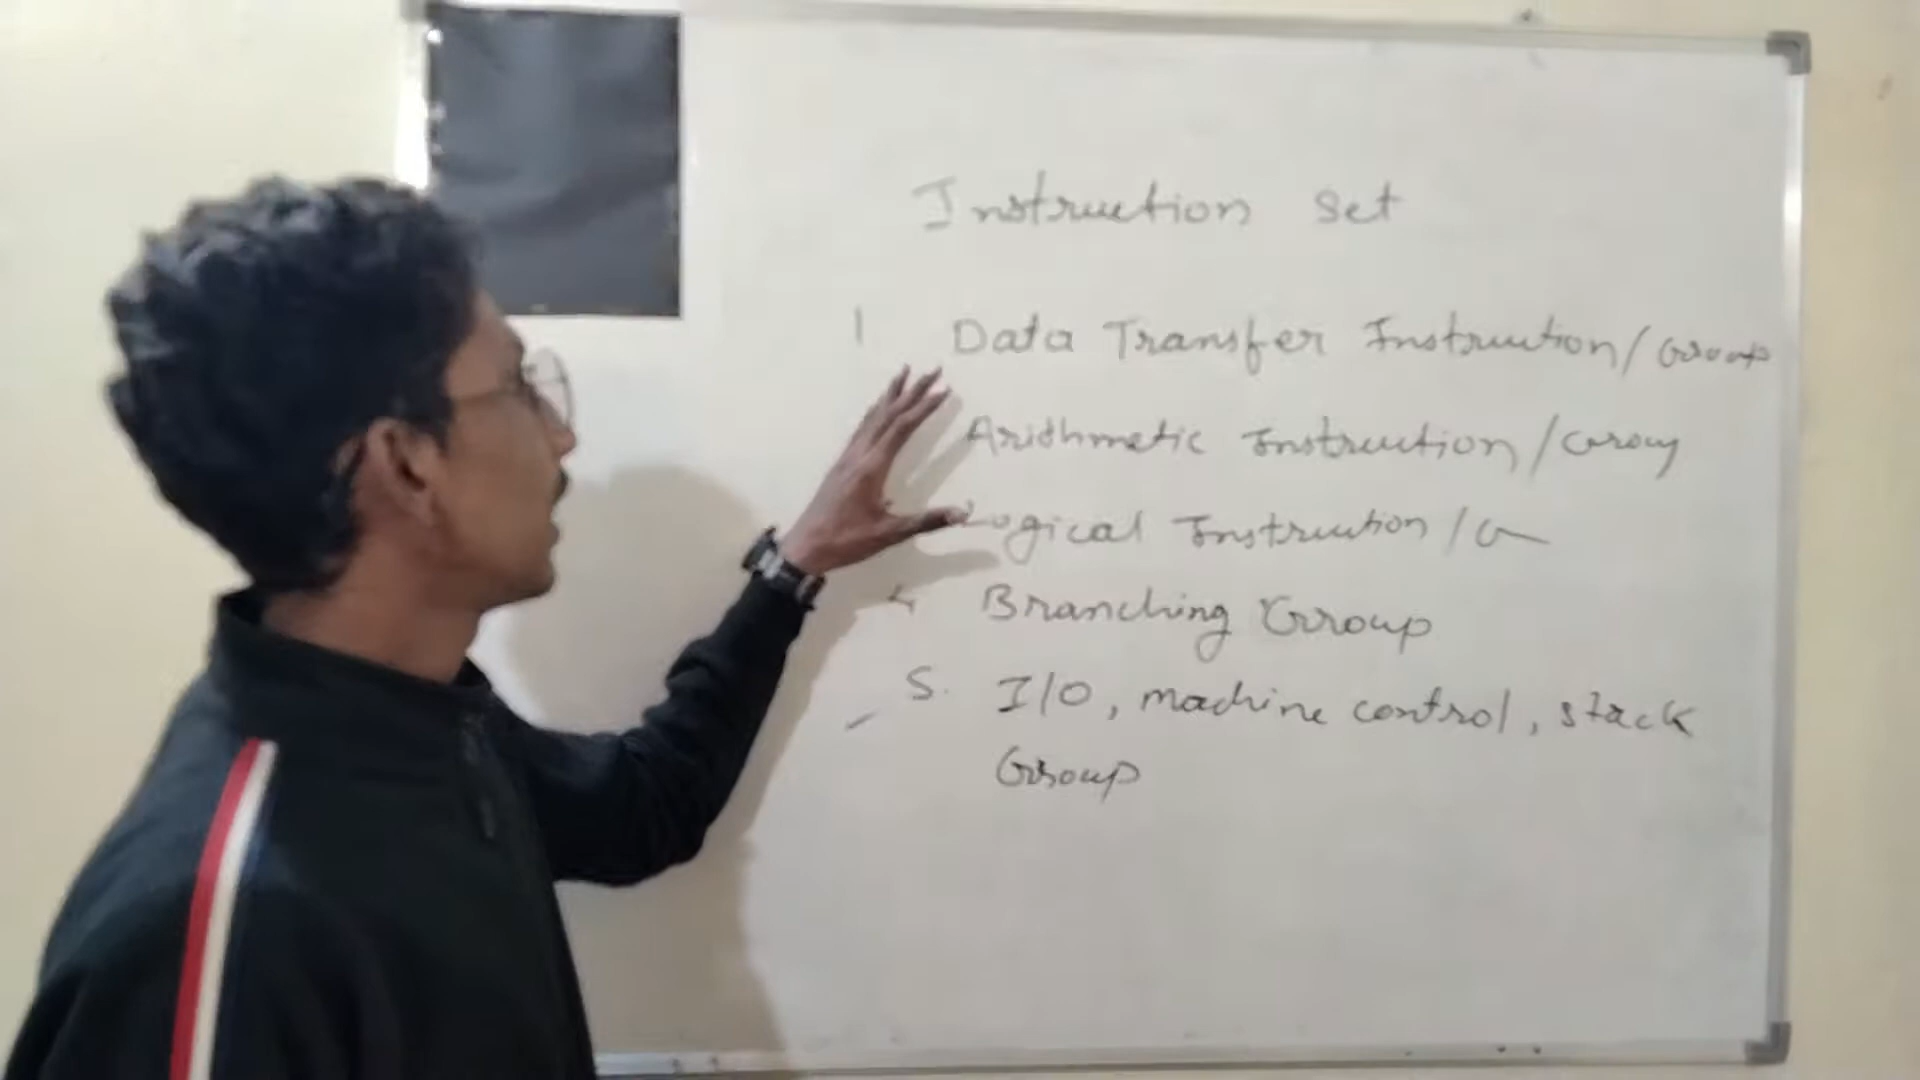 Instruction Set
1 Data Transfer Instruction/Group
Arithmetic Instruction/Group
Logical Instruction/G
4. Branching Group
5. I/O, machine control, stack
Group